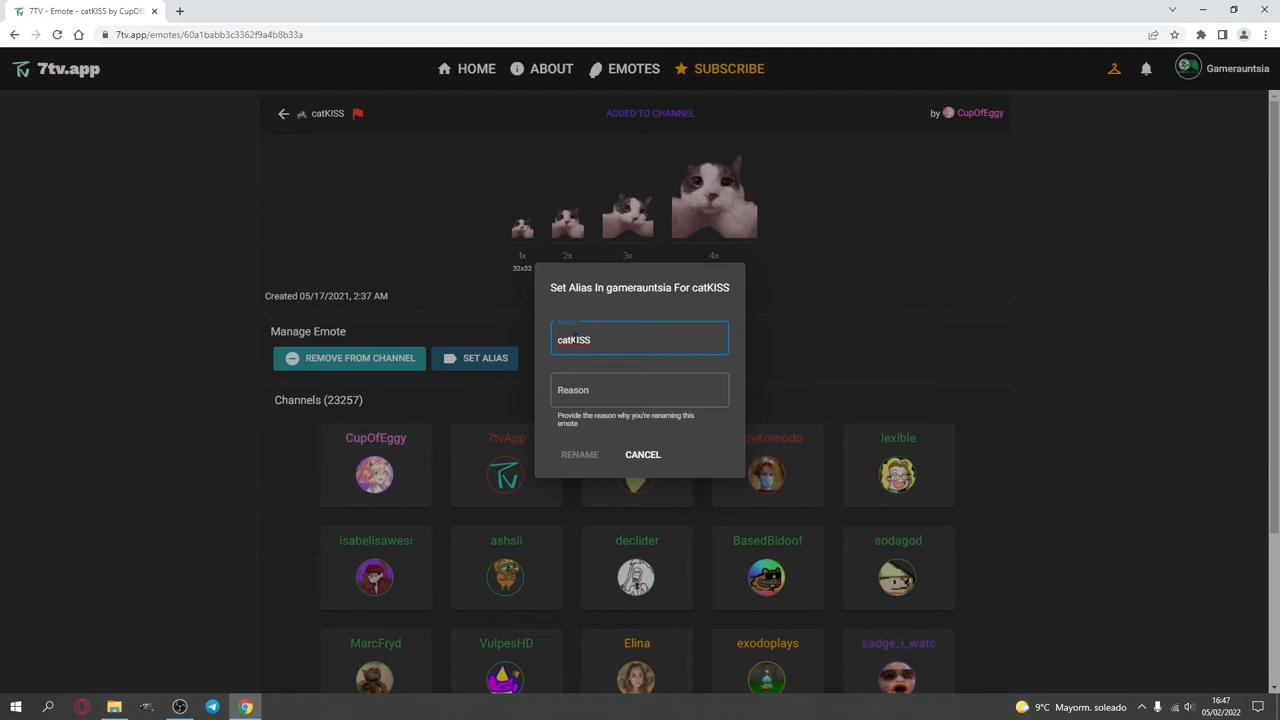 7TV - Emote - catKISS by CupOfE
7tv.app/emotes/60a1babb3c3362f9a4b8b33a
7tv.app
HOME
ABOUT
EMOTES
SUBSCRIBE
Gamerauntsia
catKISS
ADDED TO CHANNEL
by CupOfEggy
1x
2x
3x
4x
32x32
Created 05/17/2021, 2:37 AM
Manage Emote
REMOVE FROM CHANNEL
SET ALIAS
Channels (23257)
Set Alias In gamerauntsia For catKISS
Name
catKISS
Reason
Provide the reason why you're renaming this
emote
RENAME
CANCEL
CupOfEggy
7tvApp
byKomodo
lexible
isabelisawesc
ashsii
declider
BasedBidoof
sodagod
MarcFryd
VulpesHD
Elina
exodoplays
sadge_i_watc
9°C Mayorm. soleado
16:47
05/02/2022